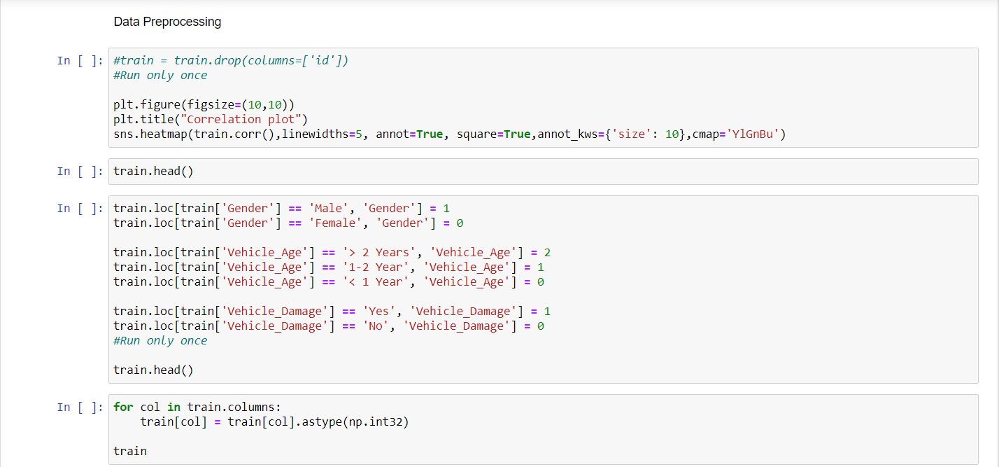 Data Preprocessing
In [ ]: #train = train.drop(columns=['id'])
#Run only once
plt.figure(figsize=(10,10))
plt.title("Correlation plot")
sns.heatmap(train.corr(),linewidths=5, annot=True, square=True,annot_kws={'size': 10},cmap='YlGnBu')
In [ ]: train.head()
In [ ]: train.loc[train['Gender'] == 'Male', 'Gender'] = 1
train.loc[train['Gender'] == 'Female', 'Gender'] = 0
train.loc[train['Vehicle_Age'] == '> 2 Years', 'Vehicle_Age'] = 2
train.loc[train['Vehicle_Age'] == '1-2 Year', 'Vehicle_Age'] = 1
train.loc[train['Vehicle_Age'] == '< 1 Year', 'Vehicle_Age'] = 0
train.loc[train['Vehicle_Damage'] == 'Yes', 'Vehicle_Damage'] = 1
train.loc[train['Vehicle_Damage'] == 'No', 'Vehicle_Damage'] = 0
#Run only once
train.head()
In [ ]: for col in train.columns:
    train[col] = train[col].astype(np.int32)
train